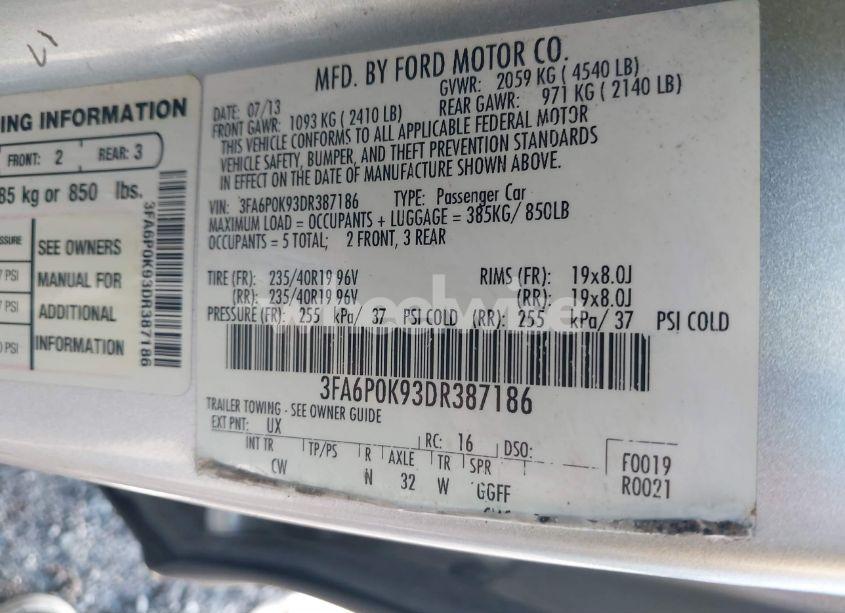 ING INFORMATION
FRONT: 2 REAR: 3
85 kg or 850 lbs.
SEE OWNERS
PSI MANUAL FOR
PSI ADDITIONAL
PSI INFORMATION
3FA6P0K93DR387186
MFD. BY FORD MOTOR CO.
DATE: 07/13 GVWR: 2059 KG ( 4540 LB)
FRONT GAWR: 1093 KG ( 2410 LB) REAR GAWR: 971 KG ( 2140 LB)
THIS VEHICLE CONFORMS TO ALL APPLICABLE FEDERAL MOTOR
VEHICLE SAFETY, BUMPER, AND THEFT PREVENTION STANDARDS
IN EFFECT ON THE DATE OF MANUFACTURE SHOWN ABOVE.
VIN: 3FA6P0K93DR387186 TYPE: Passenger Car
MAXIMUM LOAD = OCCUPANTS + LUGGAGE = 385KG/ 850LB
OCCUPANTS = 5 TOTAL; 2 FRONT, 3 REAR
TIRE (FR): 235/40R19 96V RIMS (FR): 19x8.0J
(RR): 235/40R19 96V (RR): 19x8.0J
PRESSURE (FR): 255 kPa/ 37 PSI COLD (RR): 255 kPa/ 37 PSI COLD
3FA6P0K93DR387186
TRAILER TOWING - SEE OWNER GUIDE
EXT PNT: UX RC: 16 DSO:
INT TR TP/PS R AXLE TR SPR F0019
CW N 32 W GGFF R0021